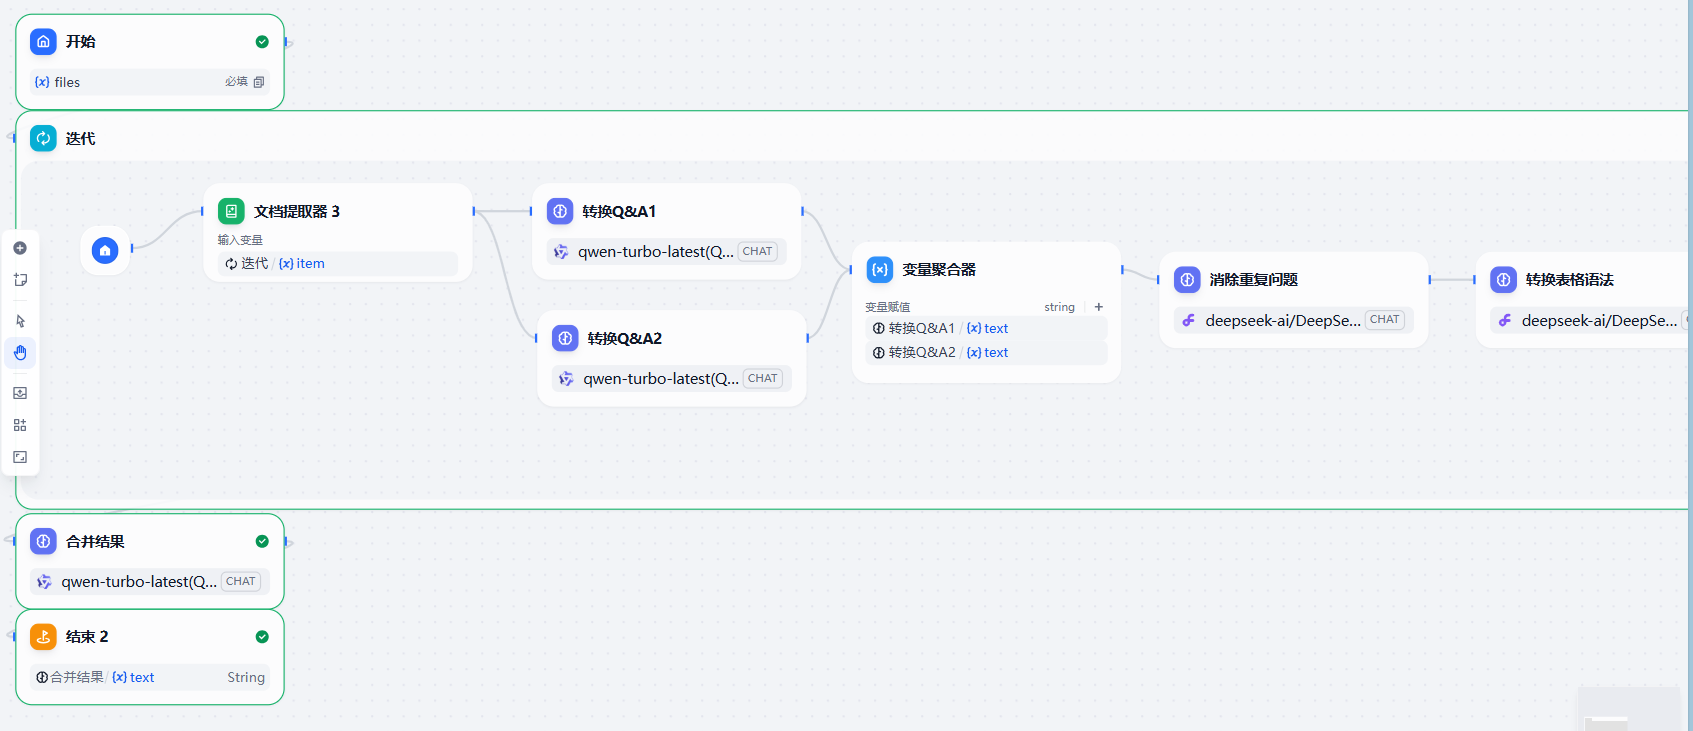 开始
{x} files 必填
迭代
文档提取器 3
输入变量
迭代 / {x} item
转换Q&A1
qwen-turbo-latest(Q... CHAT
转换Q&A2
qwen-turbo-latest(Q... CHAT
变量聚合器
变量赋值 string +
转换Q&A1 / {x} text
转换Q&A2 / {x} text
消除重复问题
deepseek-ai/DeepSe... CHAT
转换表格语法
deepseek-ai/DeepSe...
合并结果
qwen-turbo-latest(Q... CHAT
结束 2
合并结果 / {x} text String